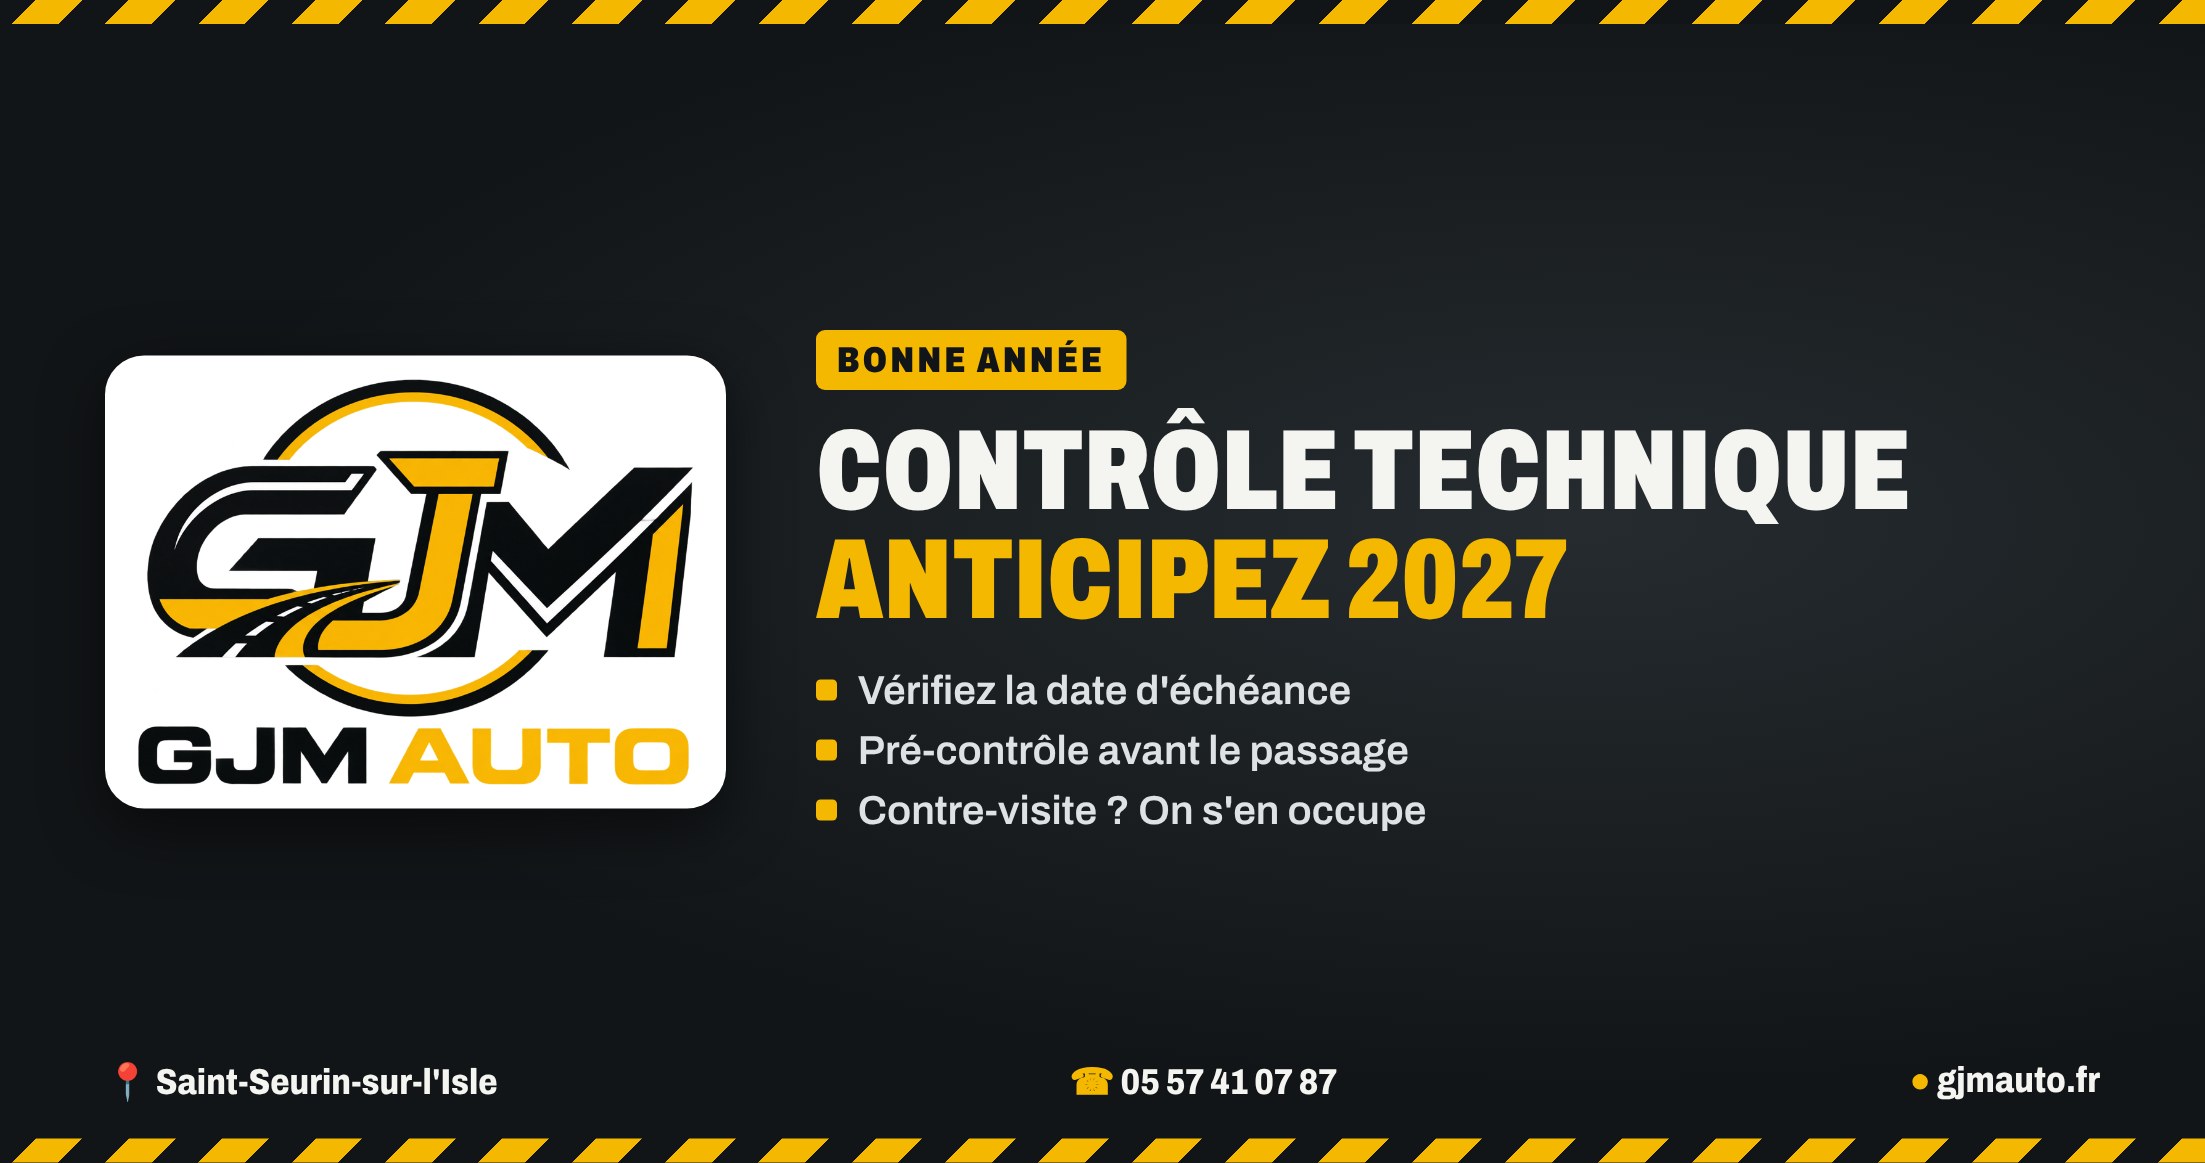 GJM
GJM AUTO
BONNE ANNÉE
CONTRÔLE TECHNIQUE
ANTICIPEZ 2027
Vérifiez la date d'échéance
Pré-contrôle avant le passage
Contre-visite ? On s'en occupe
📍 Saint-Seurin-sur-l'Isle
☎ 05 57 41 07 87
● gjmauto.fr